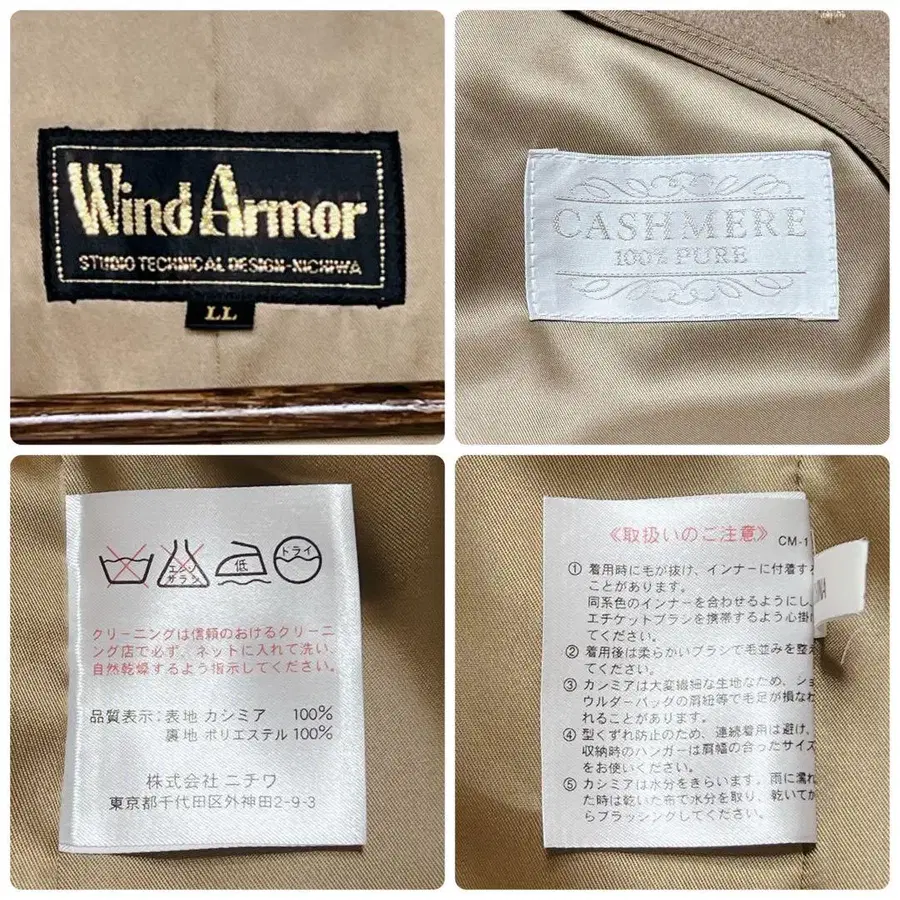 Wind Armor
STUDIO TECHNICAL DESIGN-NICHIWA
LL
CASHMERE
100% PURE
エンソ
サラシ
低
ドライ
クリーニングは信頼のおけるクリーニ
ング店で必ず、ネットに入れて洗い、
自然乾燥するよう指示してください。
品質表示：表地 カシミア 100%
裏地 ポリエステル 100%
株式会社 ニチワ
東京都千代田区外神田2-9-3
《取扱いのご注意》 CM-1
① 着用時に毛が抜け、インナーに付着する
ことがあります。
同系色のインナーを合わせるようにし、
エチケットブラシを携帯するよう心掛け
てください。
② 着用後は柔らかいブラシで毛並みを整え
てください。
③ カシミアは大変繊細な生地なため、ショ
ウルダーバッグの肩紐等で毛足が損なわ
れることがあります。
④ 型くずれ防止のため、連続着用は避け、
収納時のハンガーは肩幅の合ったサイズ
をお使いください。
⑤ カシミアは水分をきらいます。雨に濡れ
た時は乾いた布で水分を取り、乾いてか
らブラッシングしてください。